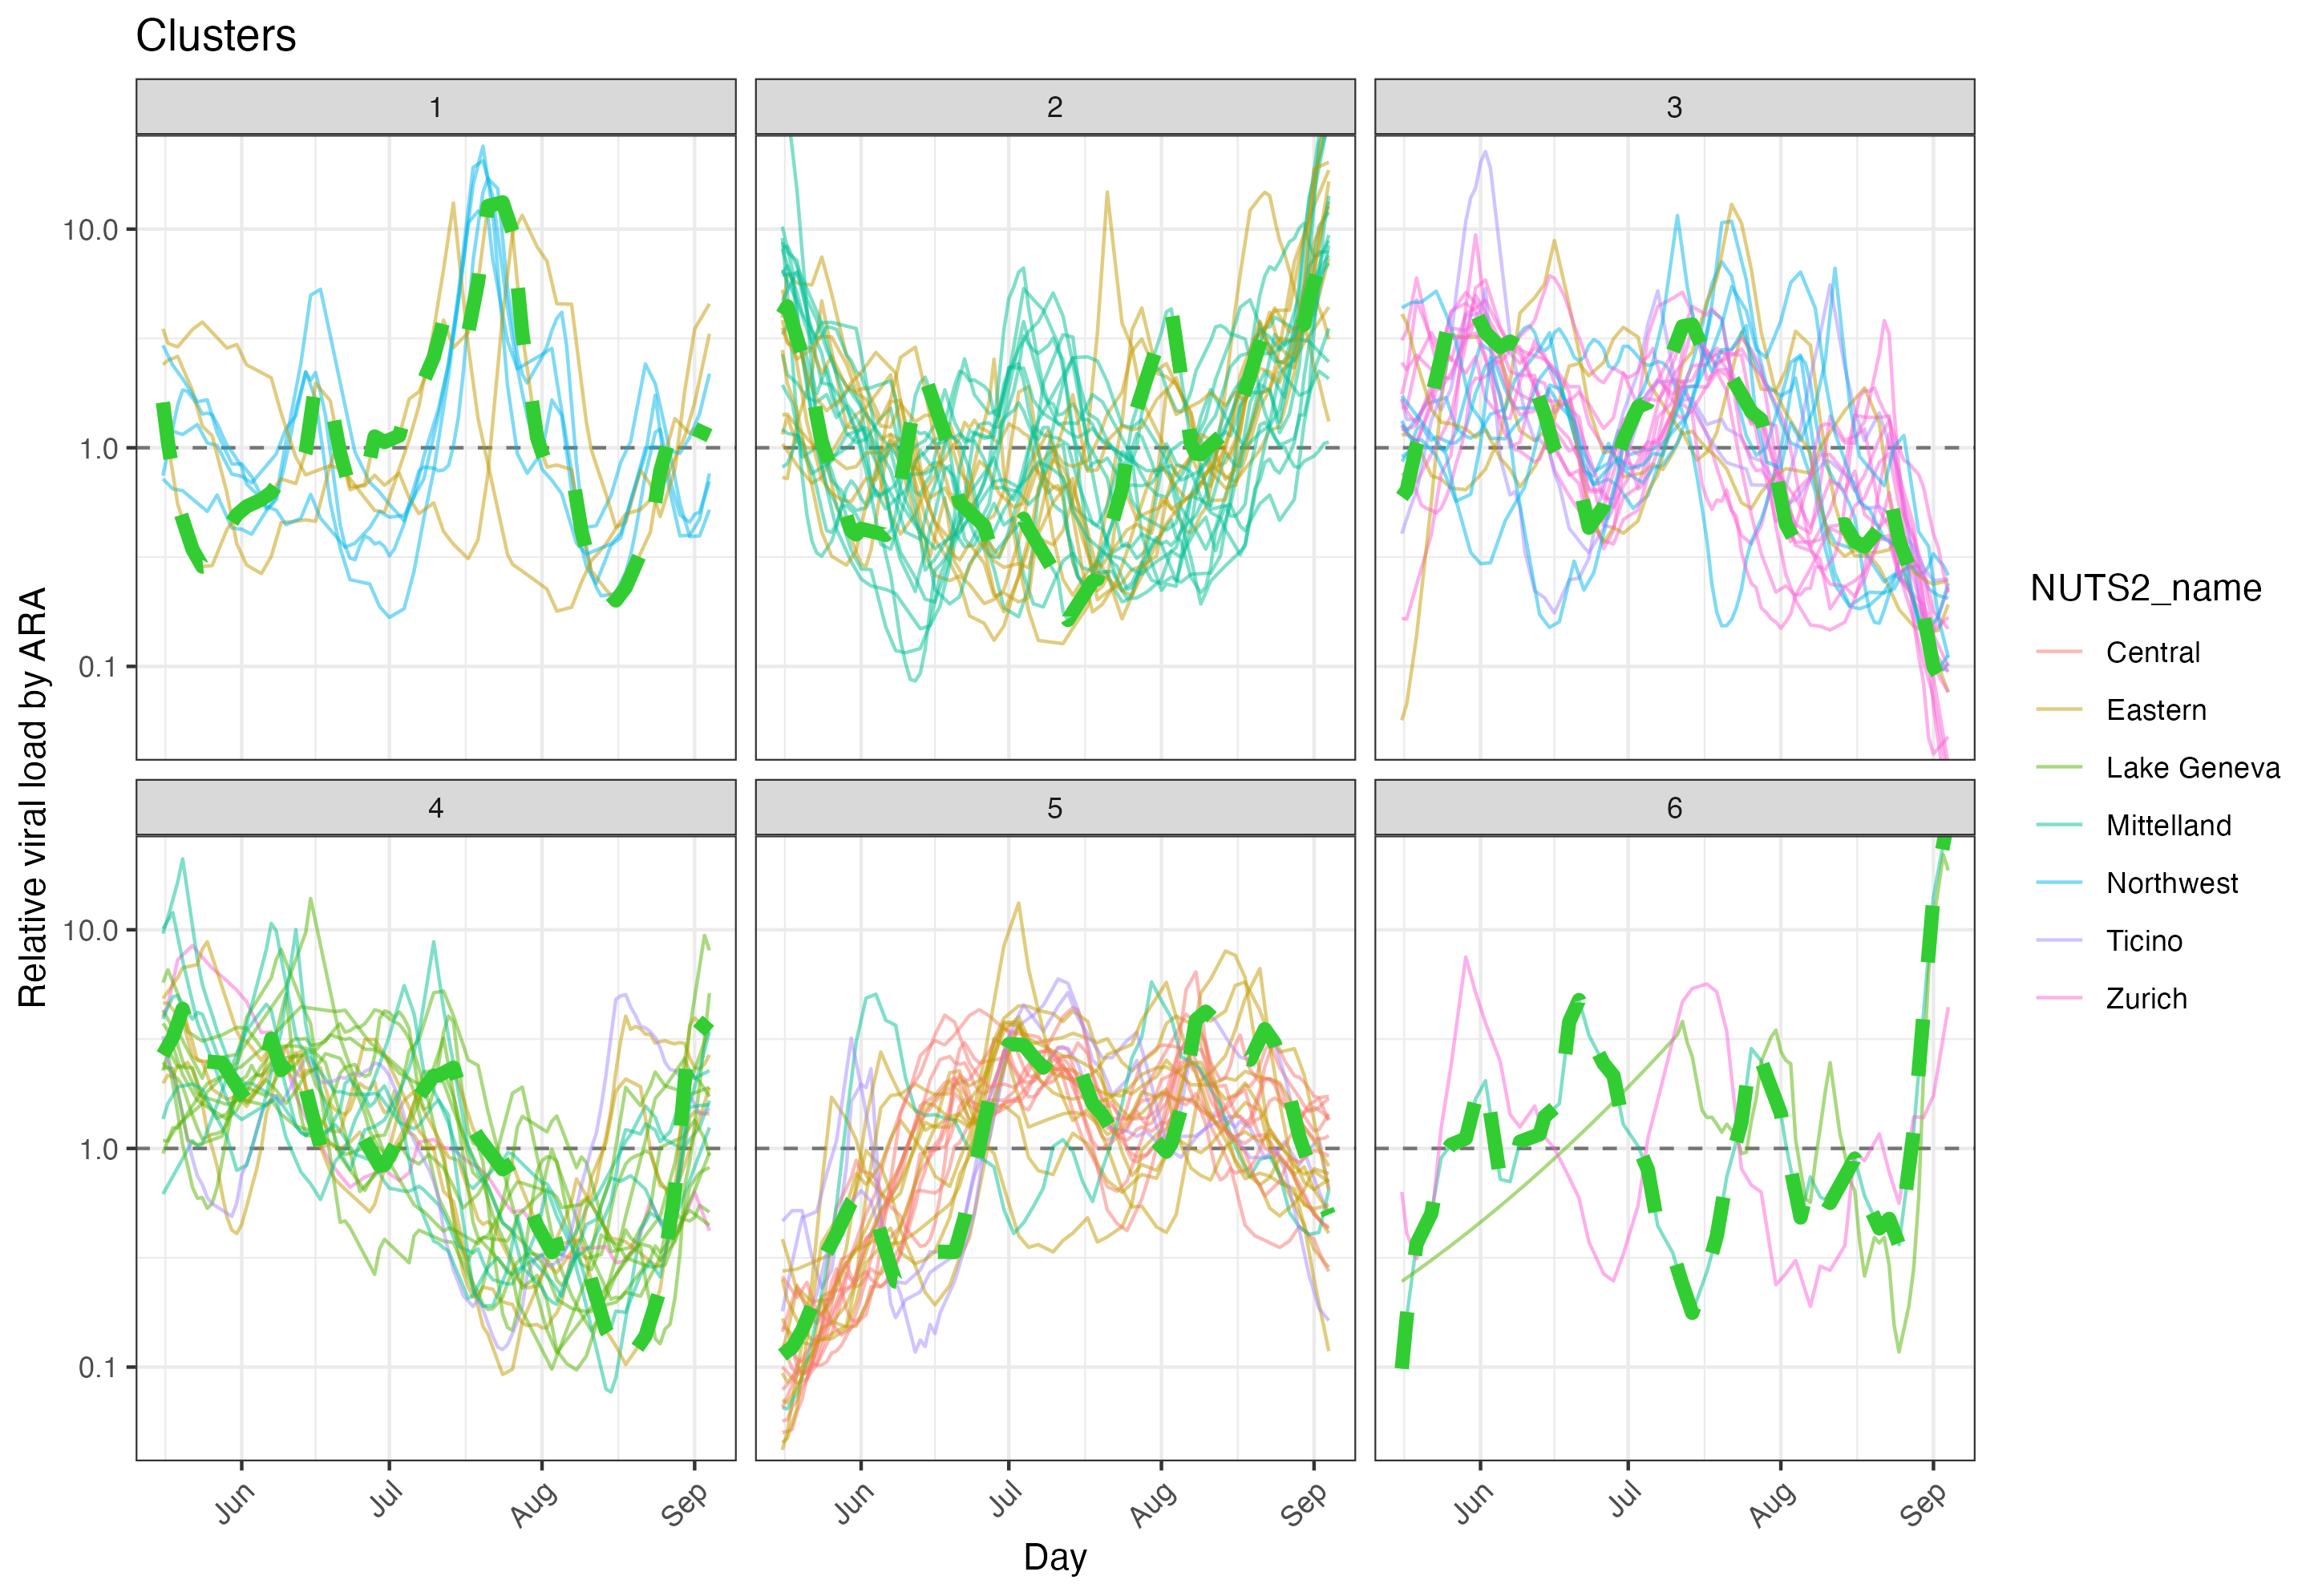 Clusters
1
2
3
10.0
1.0
0.1
4
5
6
10.0
1.0
0.1
Relative viral load by ARA
Jun
Jul
Aug
Sep
Jun
Jul
Aug
Sep
Jun
Jul
Aug
Sep
Day
NUTS2_name
Central
Eastern
Lake Geneva
Mittelland
Northwest
Ticino
Zurich